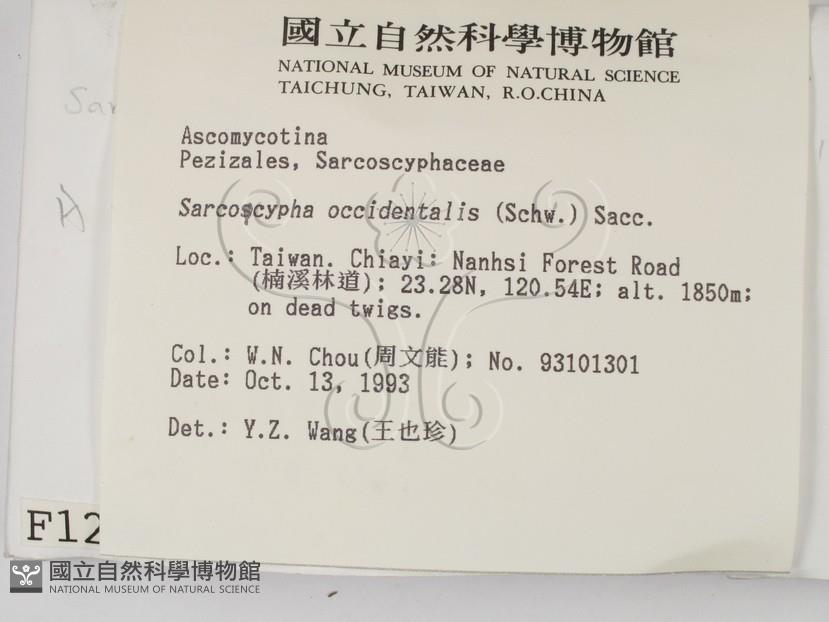 國立自然科學博物館
NATIONAL MUSEUM OF NATURAL SCIENCE
TAICHUNG, TAIWAN, R.O.CHINA
Ascomycotina
Pezizales, Sarcoscyphaceae
Sarcoscypha occidentalis (Schw.) Sacc.
Loc.: Taiwan. Chiayi: Nanhsi Forest Road
(楠溪林道); 23.28N, 120.54E; alt. 1850m;
on dead twigs.
Col.: W.N. Chou(周文能); No. 93101301
Date: Oct. 13, 1993
Det.: Y.Z. Wang(王也珍)
Sar
F12
國立自然科學博物館
NATIONAL MUSEUM OF NATURAL SCIENCE